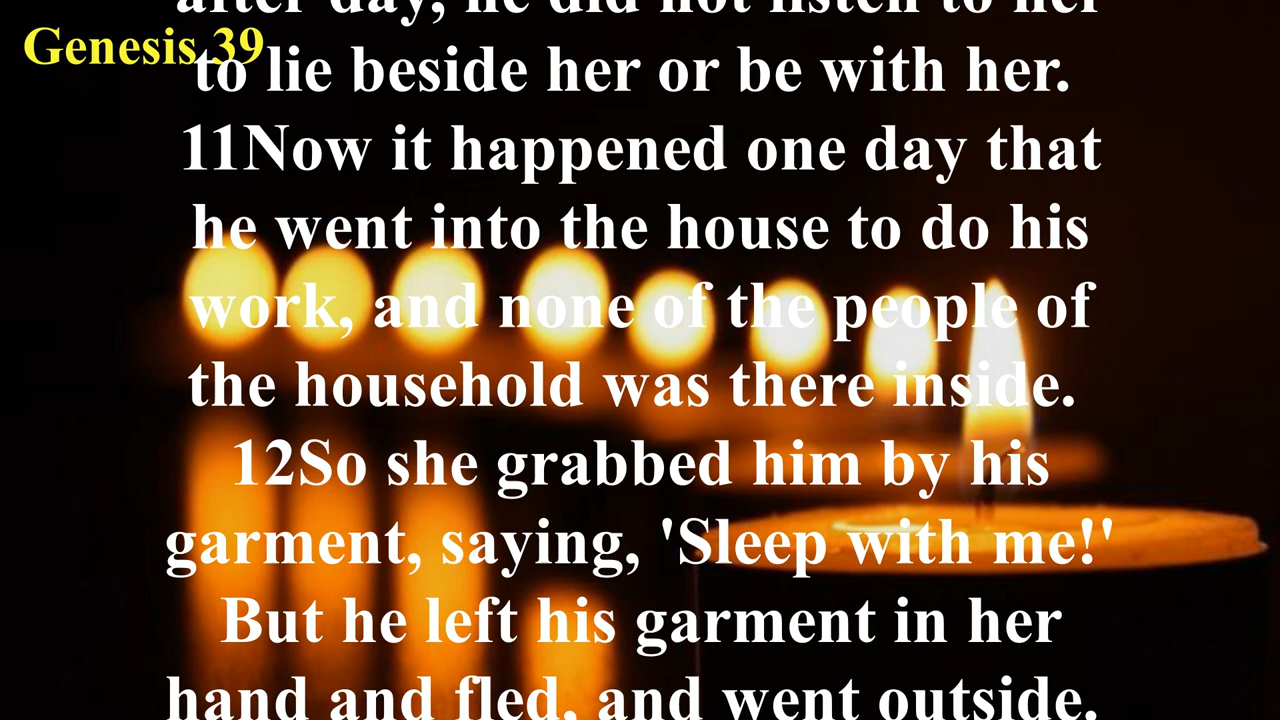 Genesis 39
after day, he did not listen to her
to lie beside her or be with her.
11Now it happened one day that
he went into the house to do his
work, and none of the people of
the household was there inside.
12So she grabbed him by his
garment, saying, 'Sleep with me!'
But he left his garment in her
hand and fled, and went outside.